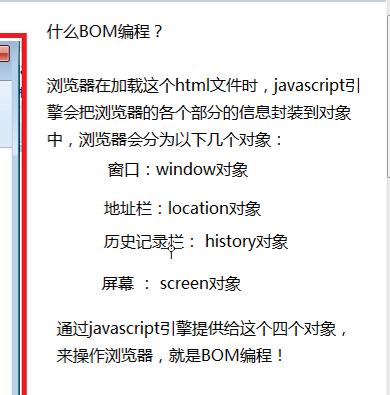 什么BOM编程？
浏览器在加载这个html文件时，javascript引
擎会把浏览器的各个部分的信息封装到对象
中，浏览器会分为以下几个对象：
窗口：window对象
地址栏：location对象
历史记录栏： history对象
屏幕 ： screen对象
通过javascript引擎提供给这个四个对象，
来操作浏览器，就是BOM编程！